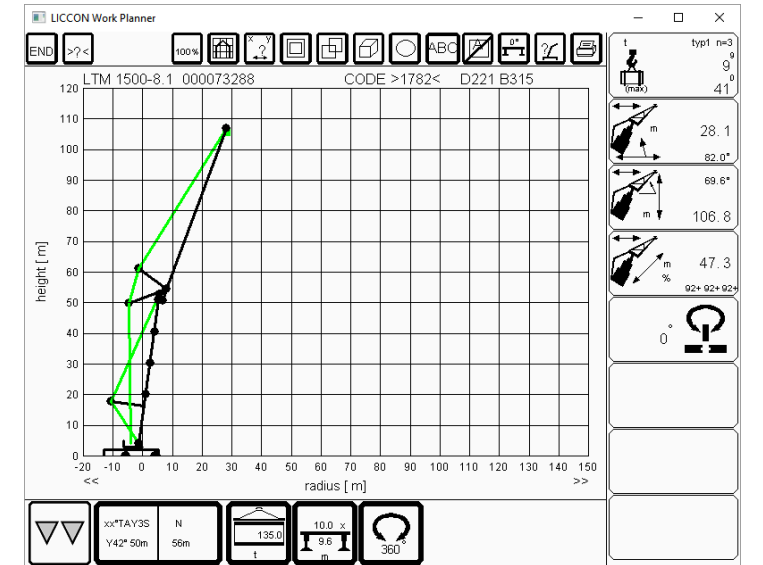 LICCON Work Planner
END >?< 100% x y ? ABC 0° ?
LTM 1500-8.1 000073288 CODE >1782< D221 B315
t typ1 n=3
9
9
0
(max) 41
m 28.1
82.0°
69.6°
m 106.8
m 47.3
%
92+ 92+ 92+
0°
height [ m]
120
110
100
90
80
70
60
50
40
30
20
10
0
-20 -10 0 10 20 30 40 50 60 70 80 90 100 110 120 130 140 150
<< radius [ m] >>
xx°TAY3S N
Y42° 50m 56m
135.0
t
10.0 x
9.6
m
360°